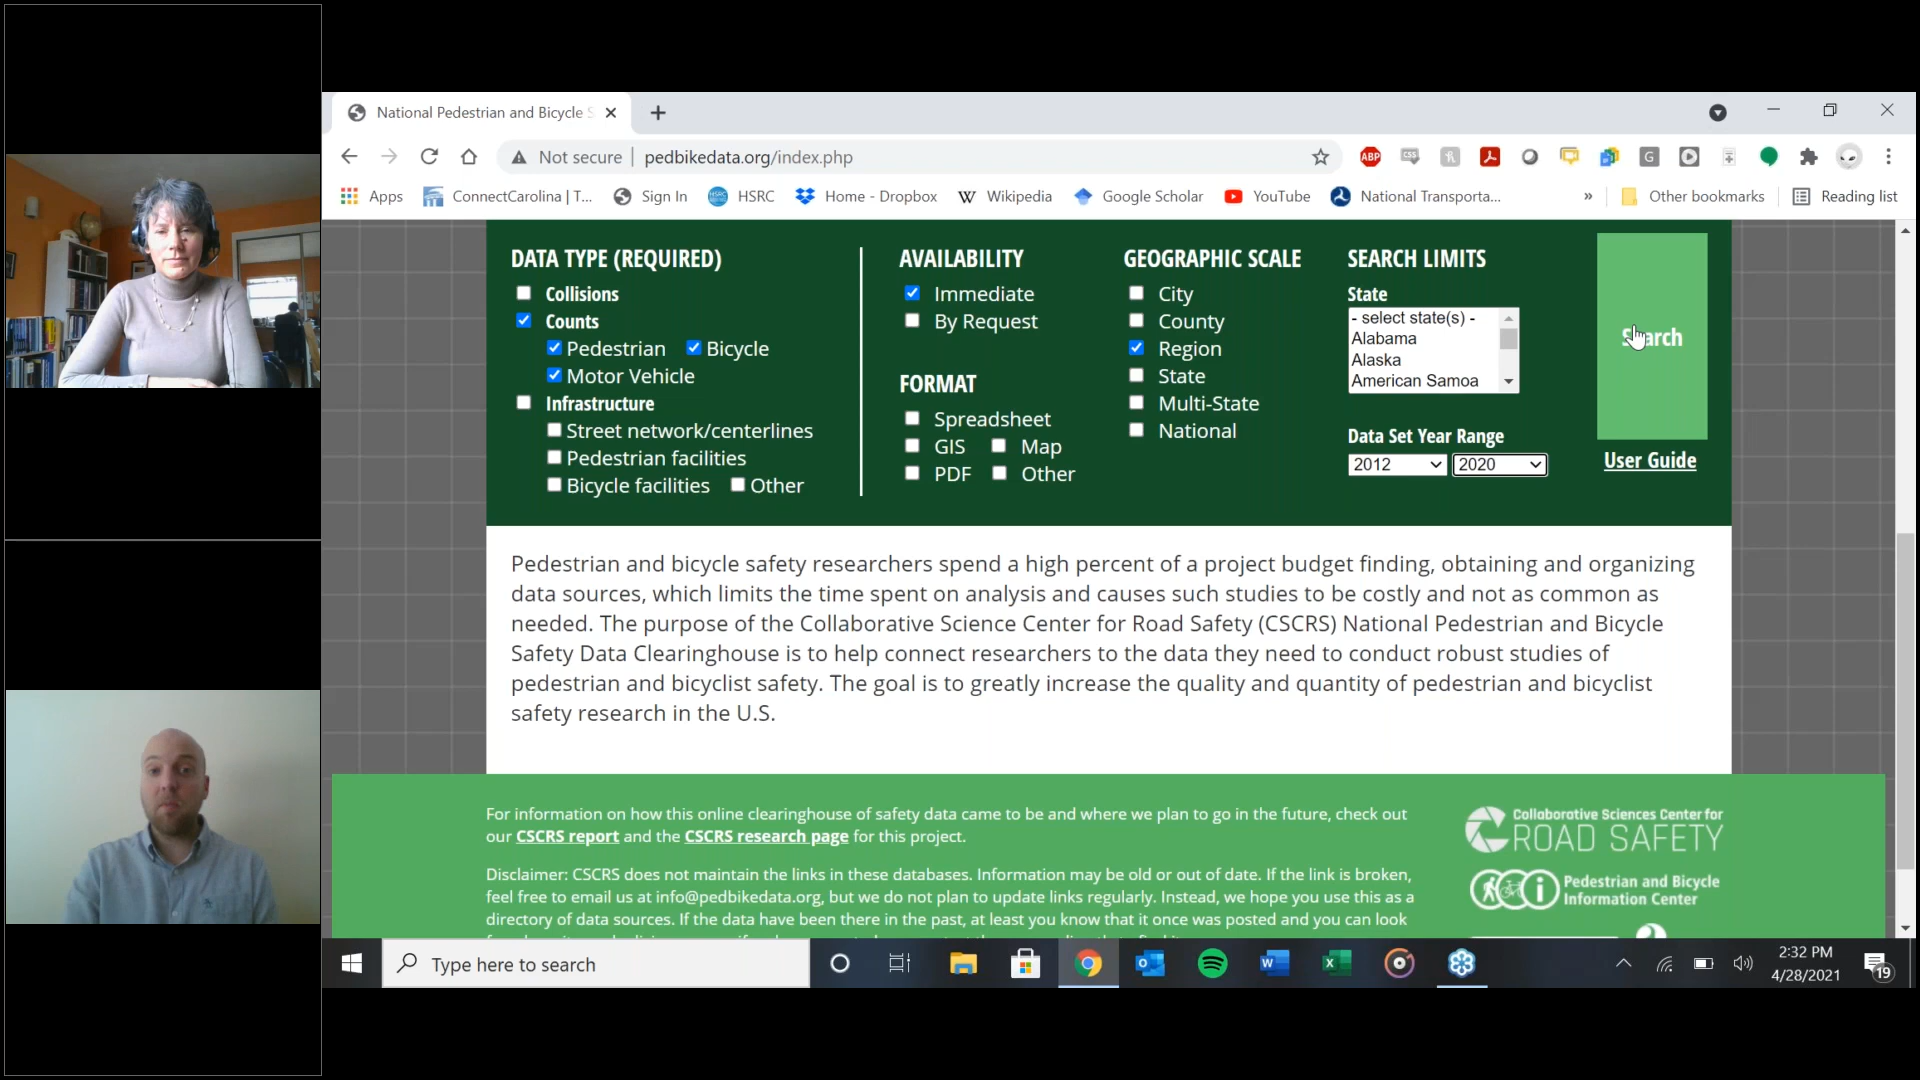 National Pedestrian and Bicycle S
Not secure
pedbikedata.org/index.php
ABP
CSS
G
Apps
ConnectCarolina | T...
Sign In
HSRC
Home - Dropbox
W Wikipedia
Google Scholar
YouTube
National Transporta...
»
Other bookmarks
Reading list
DATA TYPE (REQUIRED)
Collisions
Counts
Pedestrian
Bicycle
Motor Vehicle
Infrastructure
Street network/centerlines
Pedestrian facilities
Bicycle facilities
Other
AVAILABILITY
Immediate
By Request
FORMAT
Spreadsheet
GIS
Map
PDF
Other
GEOGRAPHIC SCALE
City
County
Region
State
Multi-State
National
SEARCH LIMITS
State
- select state(s) -
Alabama
Alaska
American Samoa
Data Set Year Range
2012
2020
Search
User Guide
Pedestrian and bicycle safety researchers spend a high percent of a project budget finding, obtaining and organizing
data sources, which limits the time spent on analysis and causes such studies to be costly and not as common as
needed. The purpose of the Collaborative Science Center for Road Safety (CSCRS) National Pedestrian and Bicycle
Safety Data Clearinghouse is to help connect researchers to the data they need to conduct robust studies of
pedestrian and bicyclist safety. The goal is to greatly increase the quality and quantity of pedestrian and bicyclist
safety research in the U.S.
For information on how this online clearinghouse of safety data came to be and where we plan to go in the future, check out
our CSCRS report and the CSCRS research page for this project.
Disclaimer: CSCRS does not maintain the links in these databases. Information may be old or out of date. If the link is broken,
feel free to email us at info@pedbikedata.org, but we do not plan to update links regularly. Instead, we hope you use this as a
directory of data sources. If the data have been there in the past, at least you know that it once was posted and you can look
Collaborative Sciences Center for
ROAD SAFETY
Pedestrian and Bicycle
Information Center
Type here to search
2:32 PM
4/28/2021
19